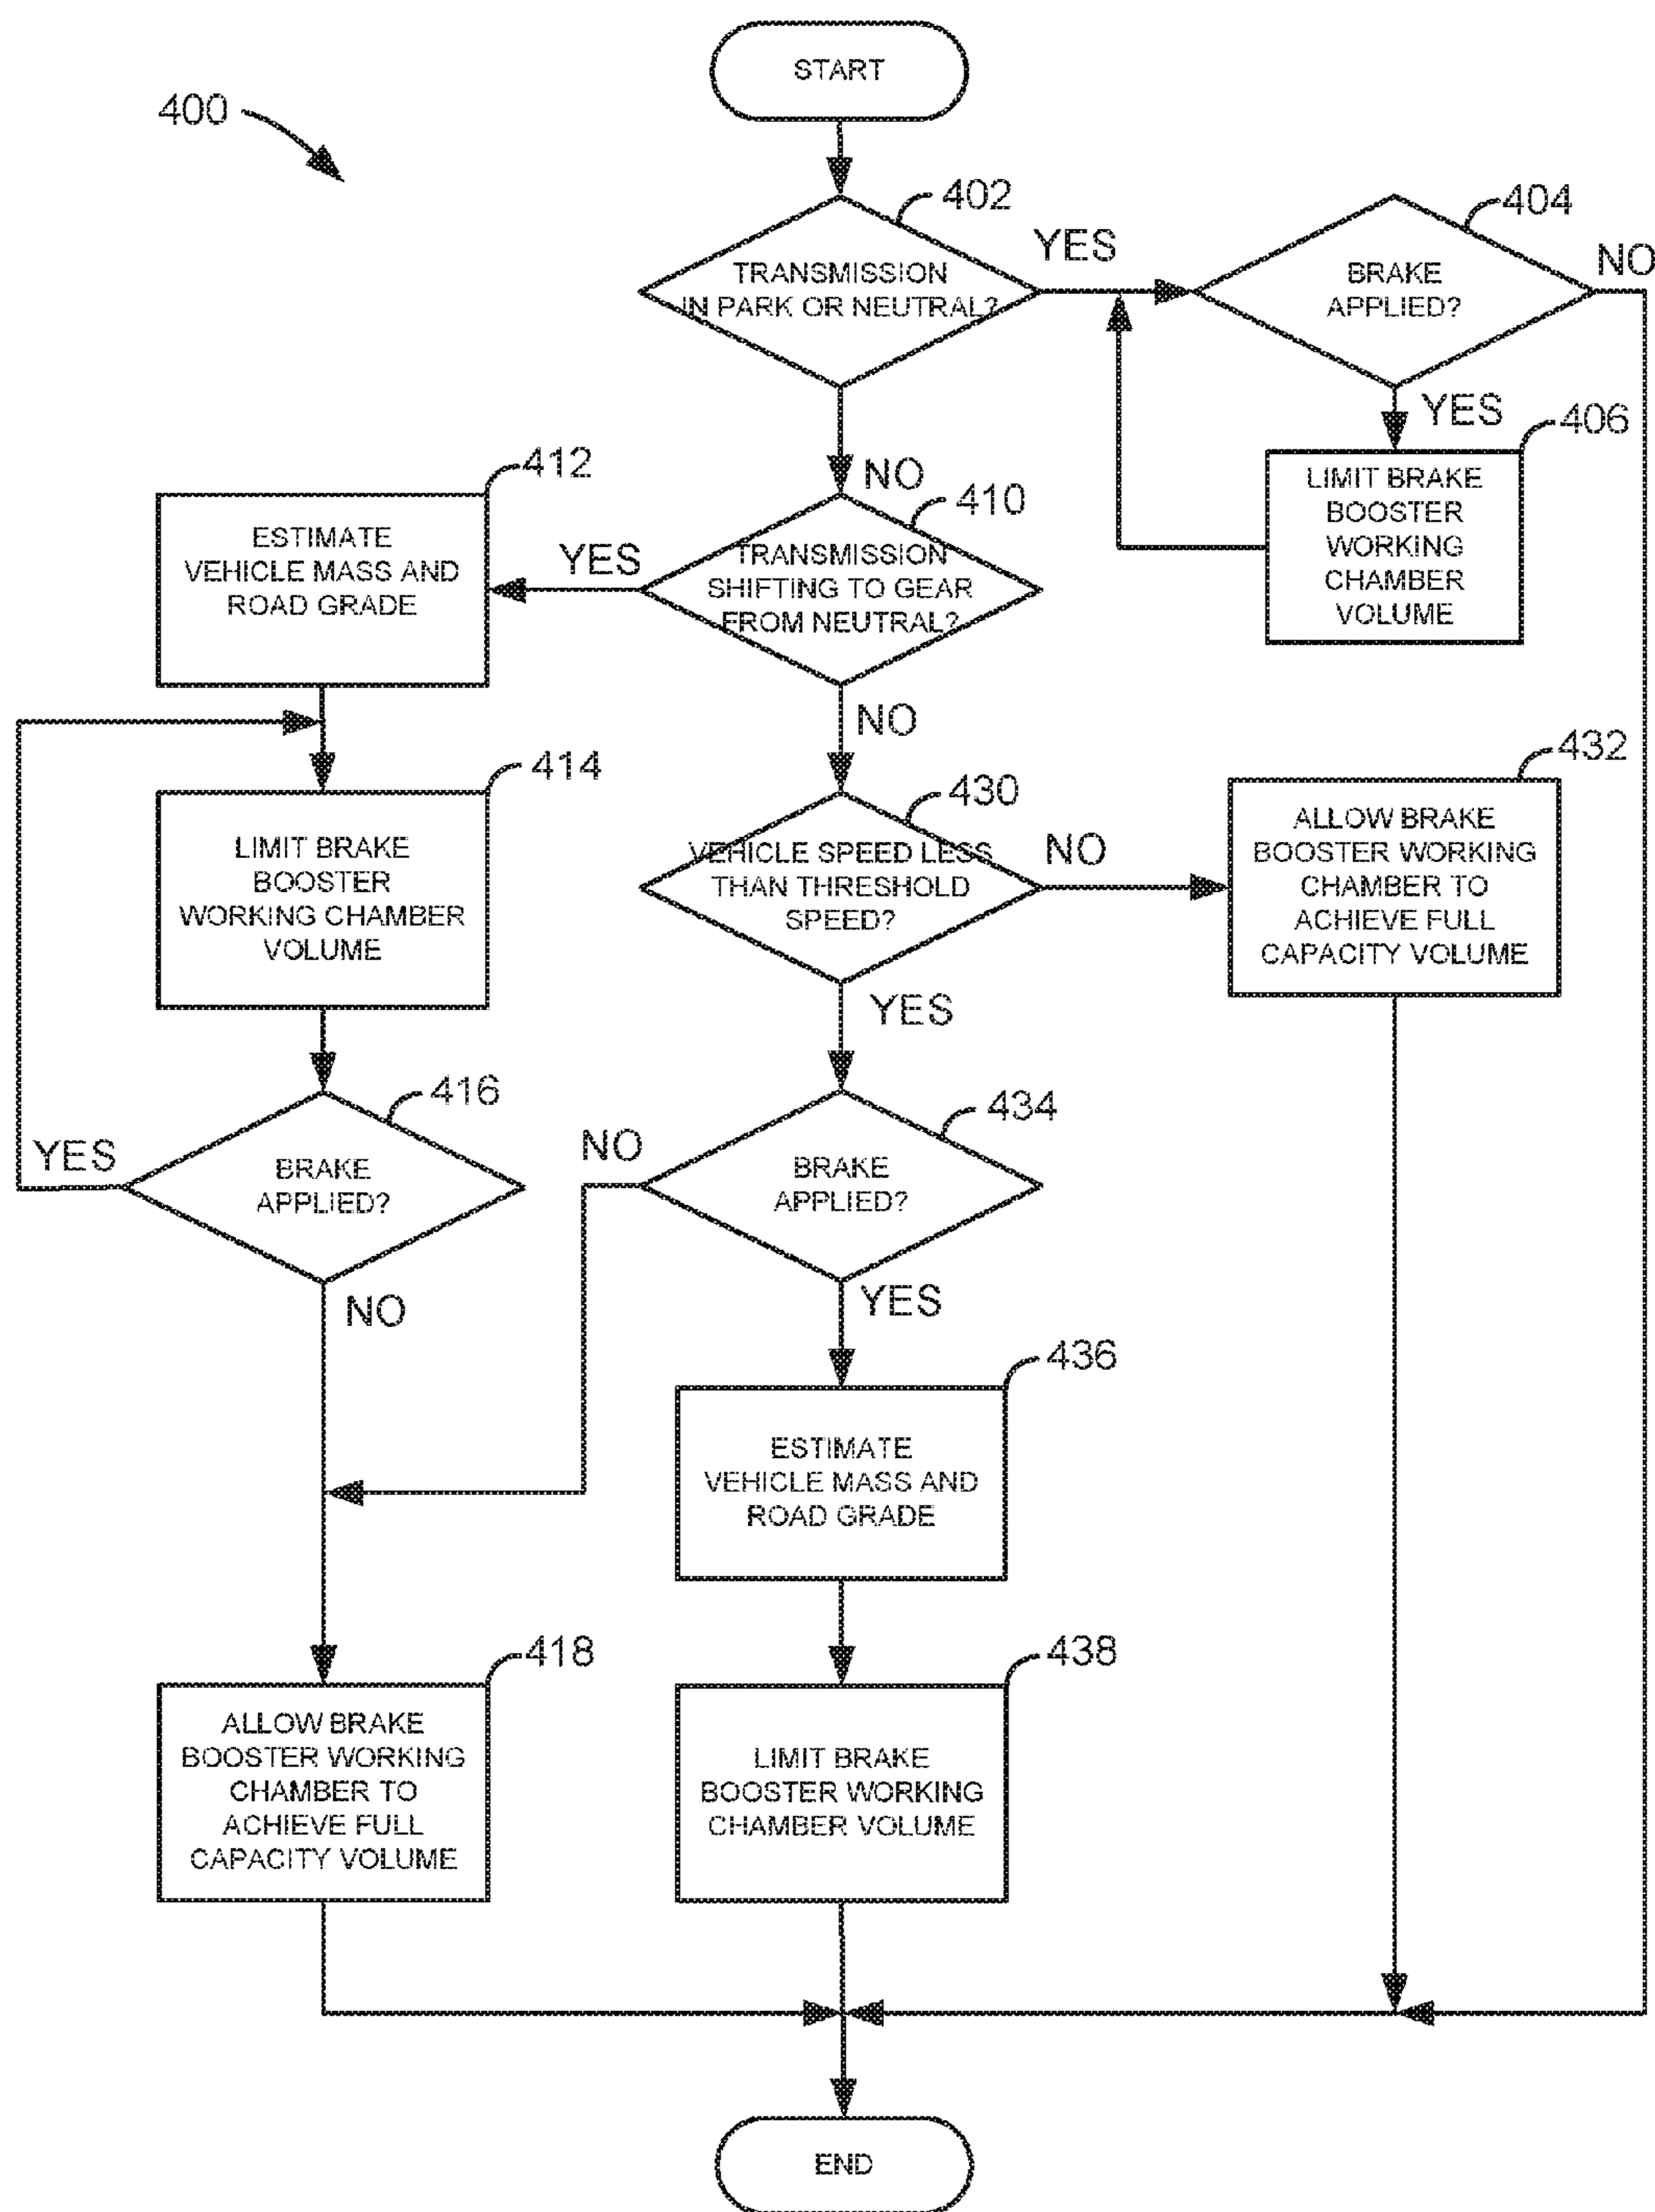 START
400
402
404
YES
NO
TRANSMISSION
IN PARK OR NEUTRAL?
BRAKE
APPLIED?
YES
406
LIMIT BRAKE
BOOSTER
WORKING
CHAMBER
VOLUME
NO
410
412
ESTIMATE
VEHICLE MASS AND
ROAD GRADE
YES
TRANSMISSION
SHIFTING TO GEAR
FROM NEUTRAL?
NO
414
LIMIT BRAKE
BOOSTER
WORKING CHAMBER
VOLUME
430
VEHICLE SPEED LESS
THAN THRESHOLD
SPEED?
NO
432
ALLOW BRAKE
BOOSTER WORKING
CHAMBER TO
ACHIEVE FULL
CAPACITY VOLUME
YES
416
YES
BRAKE
APPLIED?
NO
434
NO
BRAKE
APPLIED?
YES
436
ESTIMATE
VEHICLE MASS AND
ROAD GRADE
418
ALLOW BRAKE
BOOSTER WORKING
CHAMBER TO
ACHIEVE FULL
CAPACITY VOLUME
438
LIMIT BRAKE
BOOSTER WORKING
CHAMBER VOLUME
END